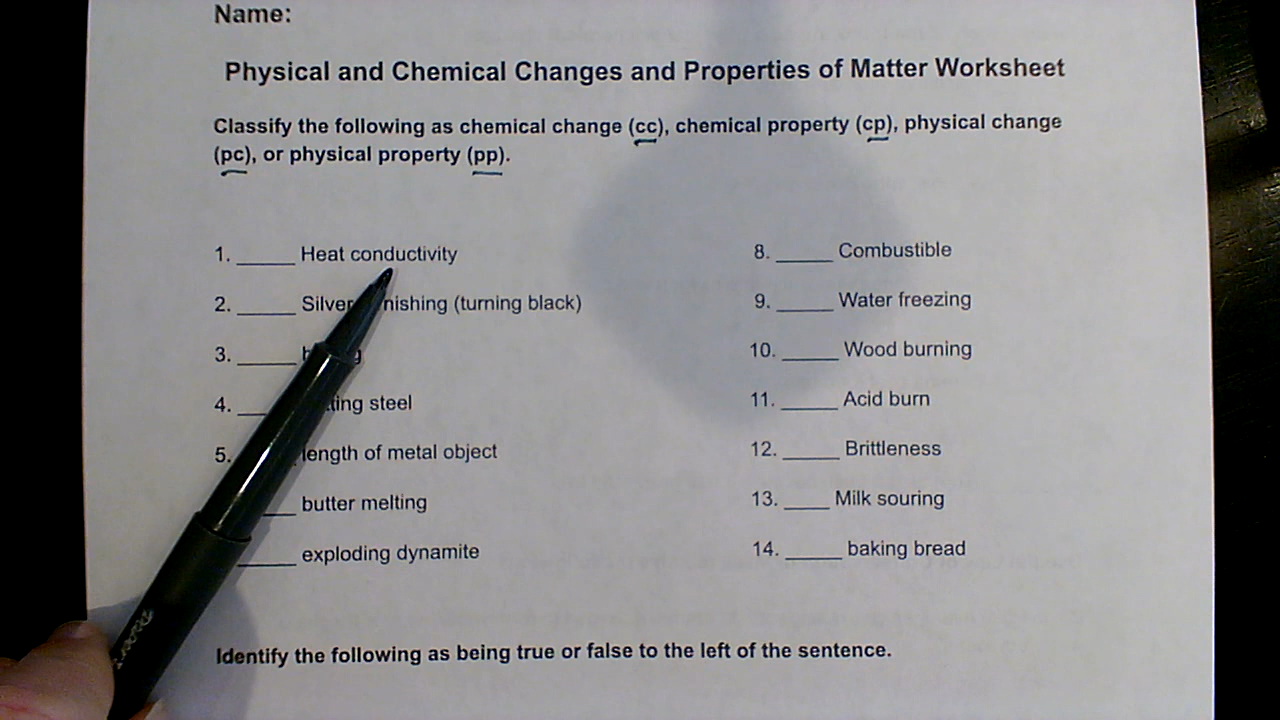 Name:
Physical and Chemical Changes and Properties of Matter Worksheet
Classify the following as chemical change (cc), chemical property (cp), physical change
(pc), or physical property (pp).
1. _____ Heat conductivity
2. _____ Silver (turning black)
3. _____
4. steel
5. length of metal object
butter melting
_____ exploding dynamite
8. _____ Combustible
9. _____ Water freezing
10. _____ Wood burning
11. _____ Acid burn
12. _____ Brittleness
13. ____ Milk souring
14. _____ baking bread
Identify the following as being true or false to the left of the sentence.